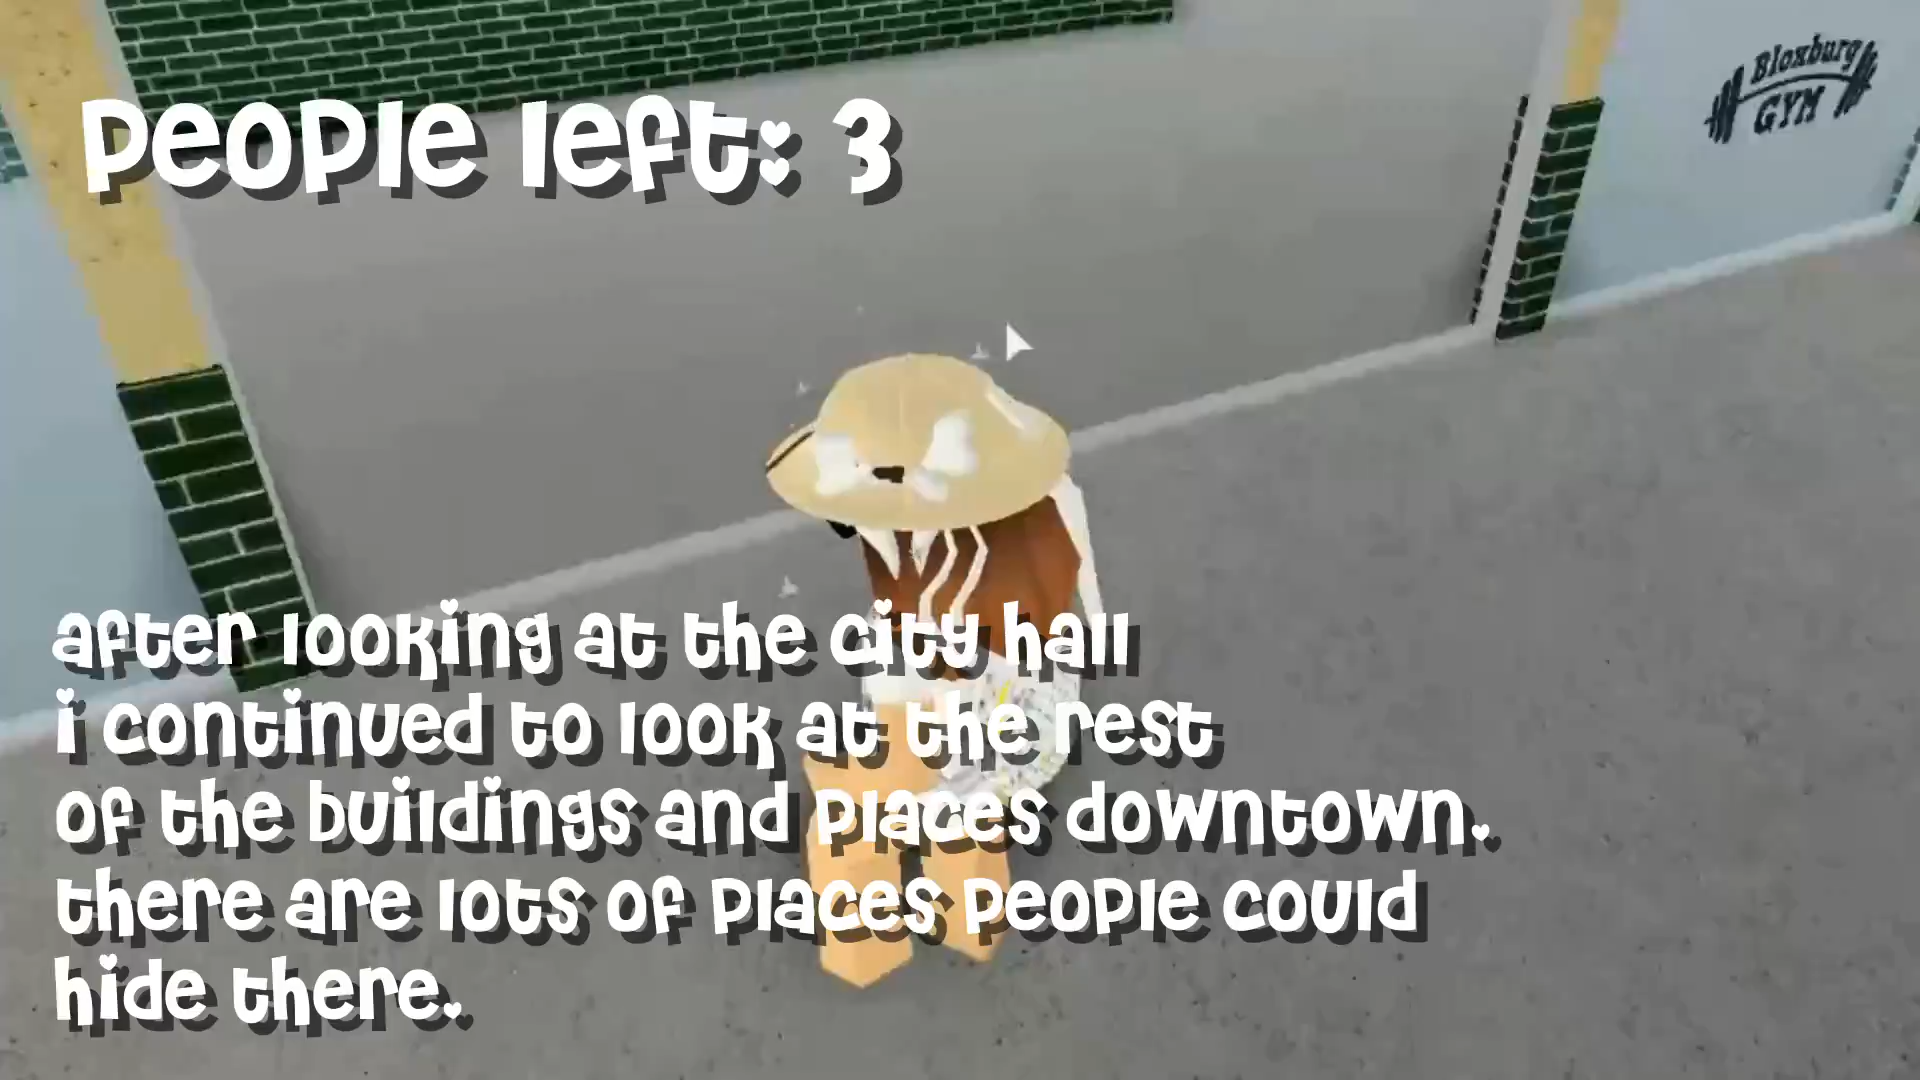 Bloxburg
GYM
People left: 3
after looking at the city hall
i continued to look at the rest
of the buildings and places downtown.
there are lots of places people could
hide there.